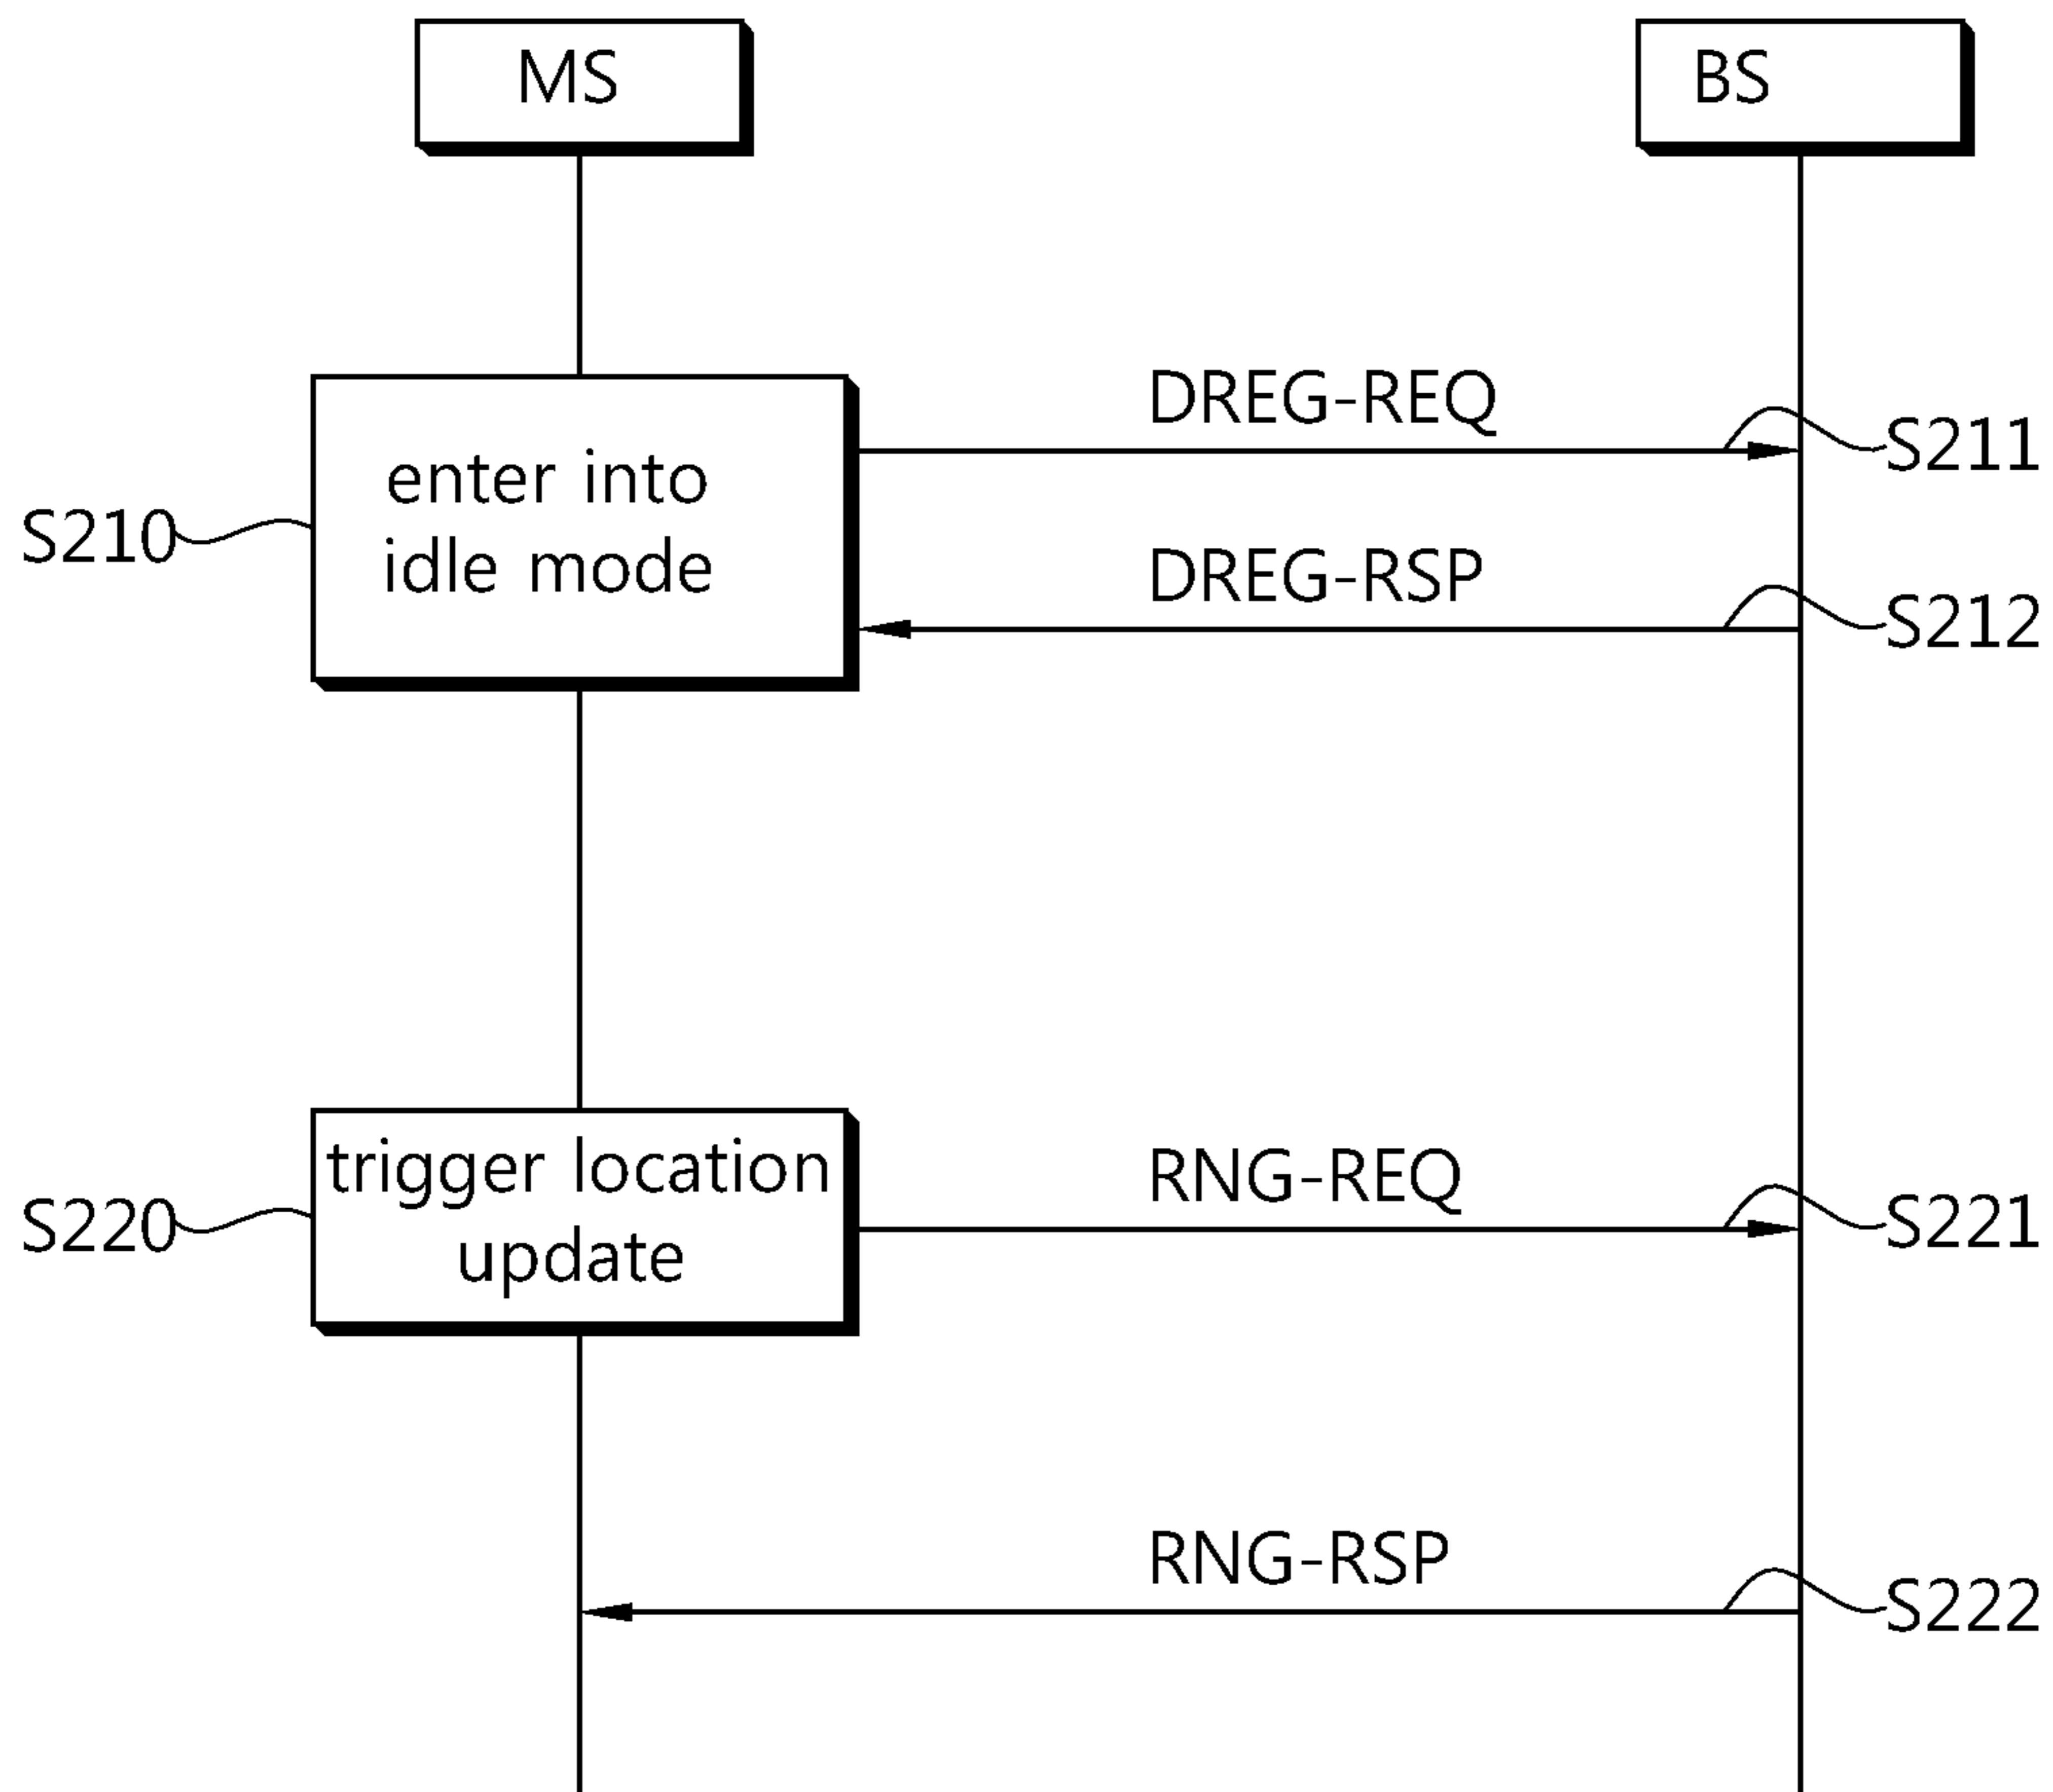 MS
BS
DREG-REQ
S211
enter into
idle mode
S210
DREG-RSP
S212
trigger location
update
S220
RNG-REQ
S221
RNG-RSP
S222